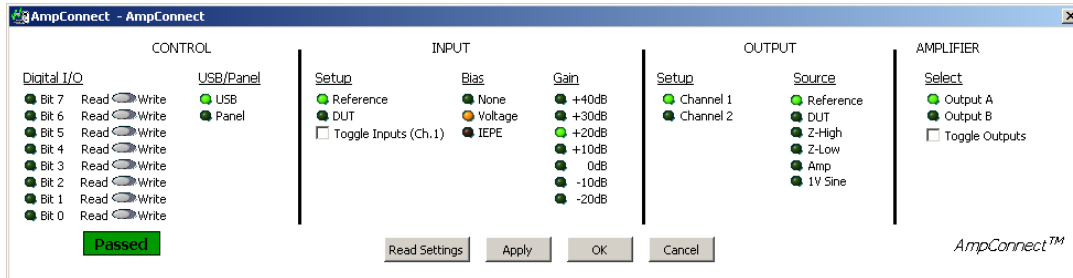 AmpConnect - AmpConnect
CONTROL
Digital I/O
Bit 7 Read Write
Bit 6 Read Write
Bit 5 Read Write
Bit 4 Read Write
Bit 3 Read Write
Bit 2 Read Write
Bit 1 Read Write
Bit 0 Read Write
USB/Panel
USB
Panel
INPUT
Setup
Reference
DUT
Toggle Inputs (Ch.1)
Bias
None
Voltage
IEPE
Gain
+40dB
+30dB
+20dB
+10dB
0dB
-10dB
-20dB
OUTPUT
Setup
Channel 1
Channel 2
Source
Reference
DUT
Z-High
Z-Low
Amp
1V Sine
AMPLIFIER
Select
Output A
Output B
Toggle Outputs
Passed
Read Settings
Apply
OK
Cancel
AmpConnect™